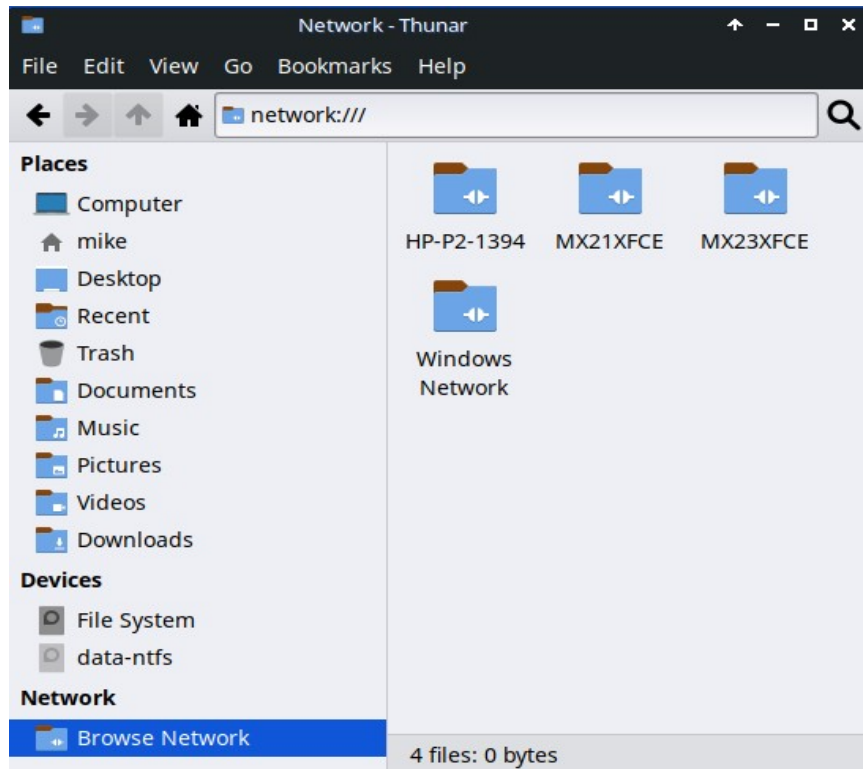 Network - Thunar
File Edit View Go Bookmarks Help
network:///
Places
Computer
mike
Desktop
Recent
Trash
Documents
Music
Pictures
Videos
Downloads
Devices
File System
data-ntfs
Network
Browse Network
HP-P2-1394 MX21XFCE MX23XFCE
Windows
Network
4 files: 0 bytes